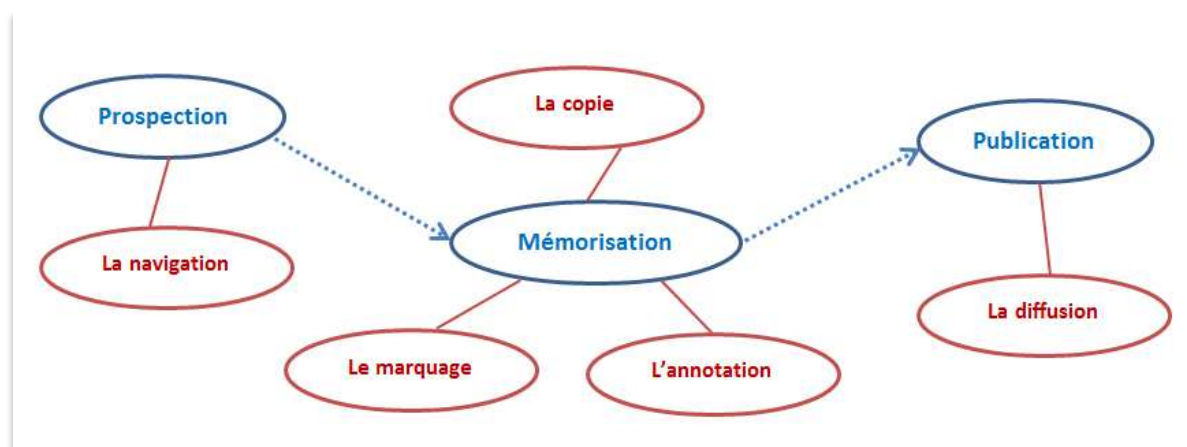 Prospection
La copie
Publication
La navigation
Mémorisation
La diffusion
Le marquage
L'annotation